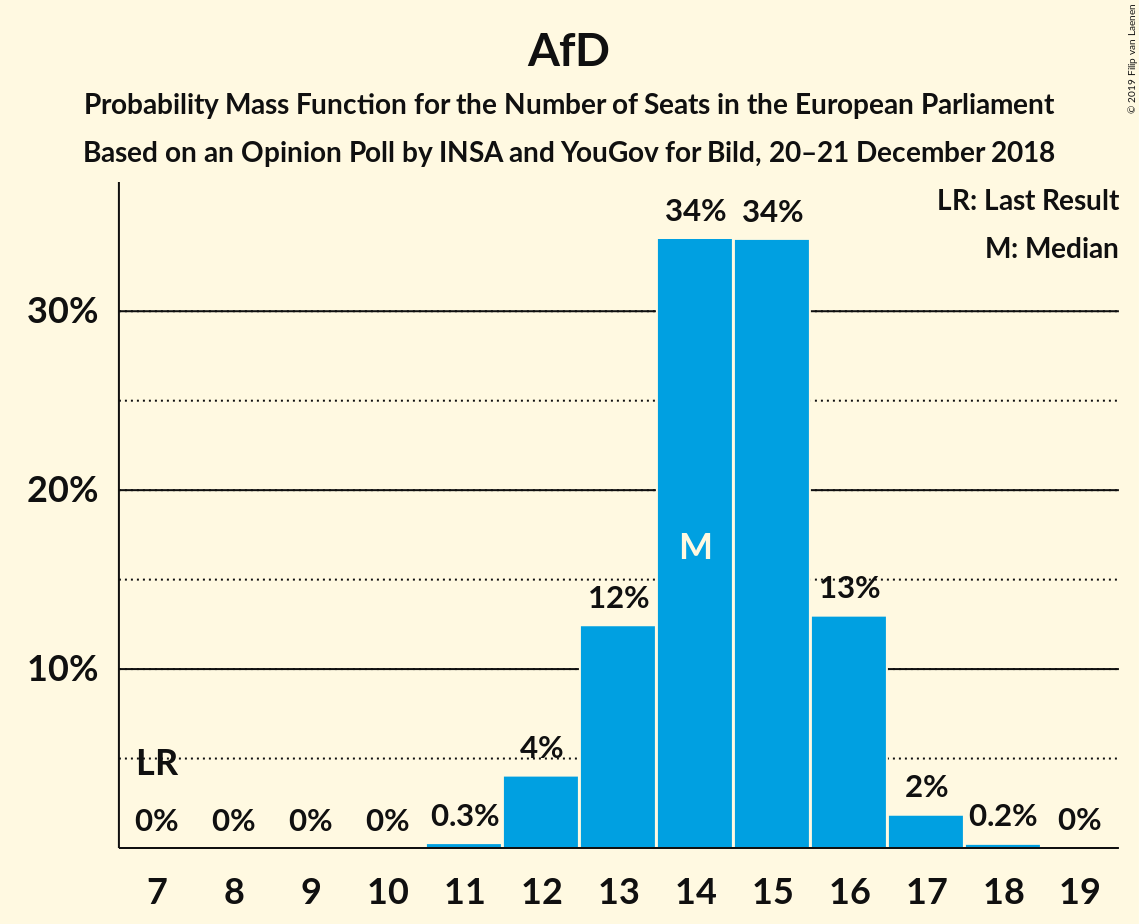 AfD
Probability Mass Function for the Number of Seats in the European Parliament
Based on an Opinion Poll by INSA and YouGov for Bild, 20–21 December 2018
© 2019 Filip van Laenen
LR: Last Result
M: Median
34% 34%
30%
20%
M
12% 13%
10%
LR
4%
2%
0% 0% 0% 0% 0.3% 0.2% 0%
7 8 9 10 11 12 13 14 15 16 17 18 19